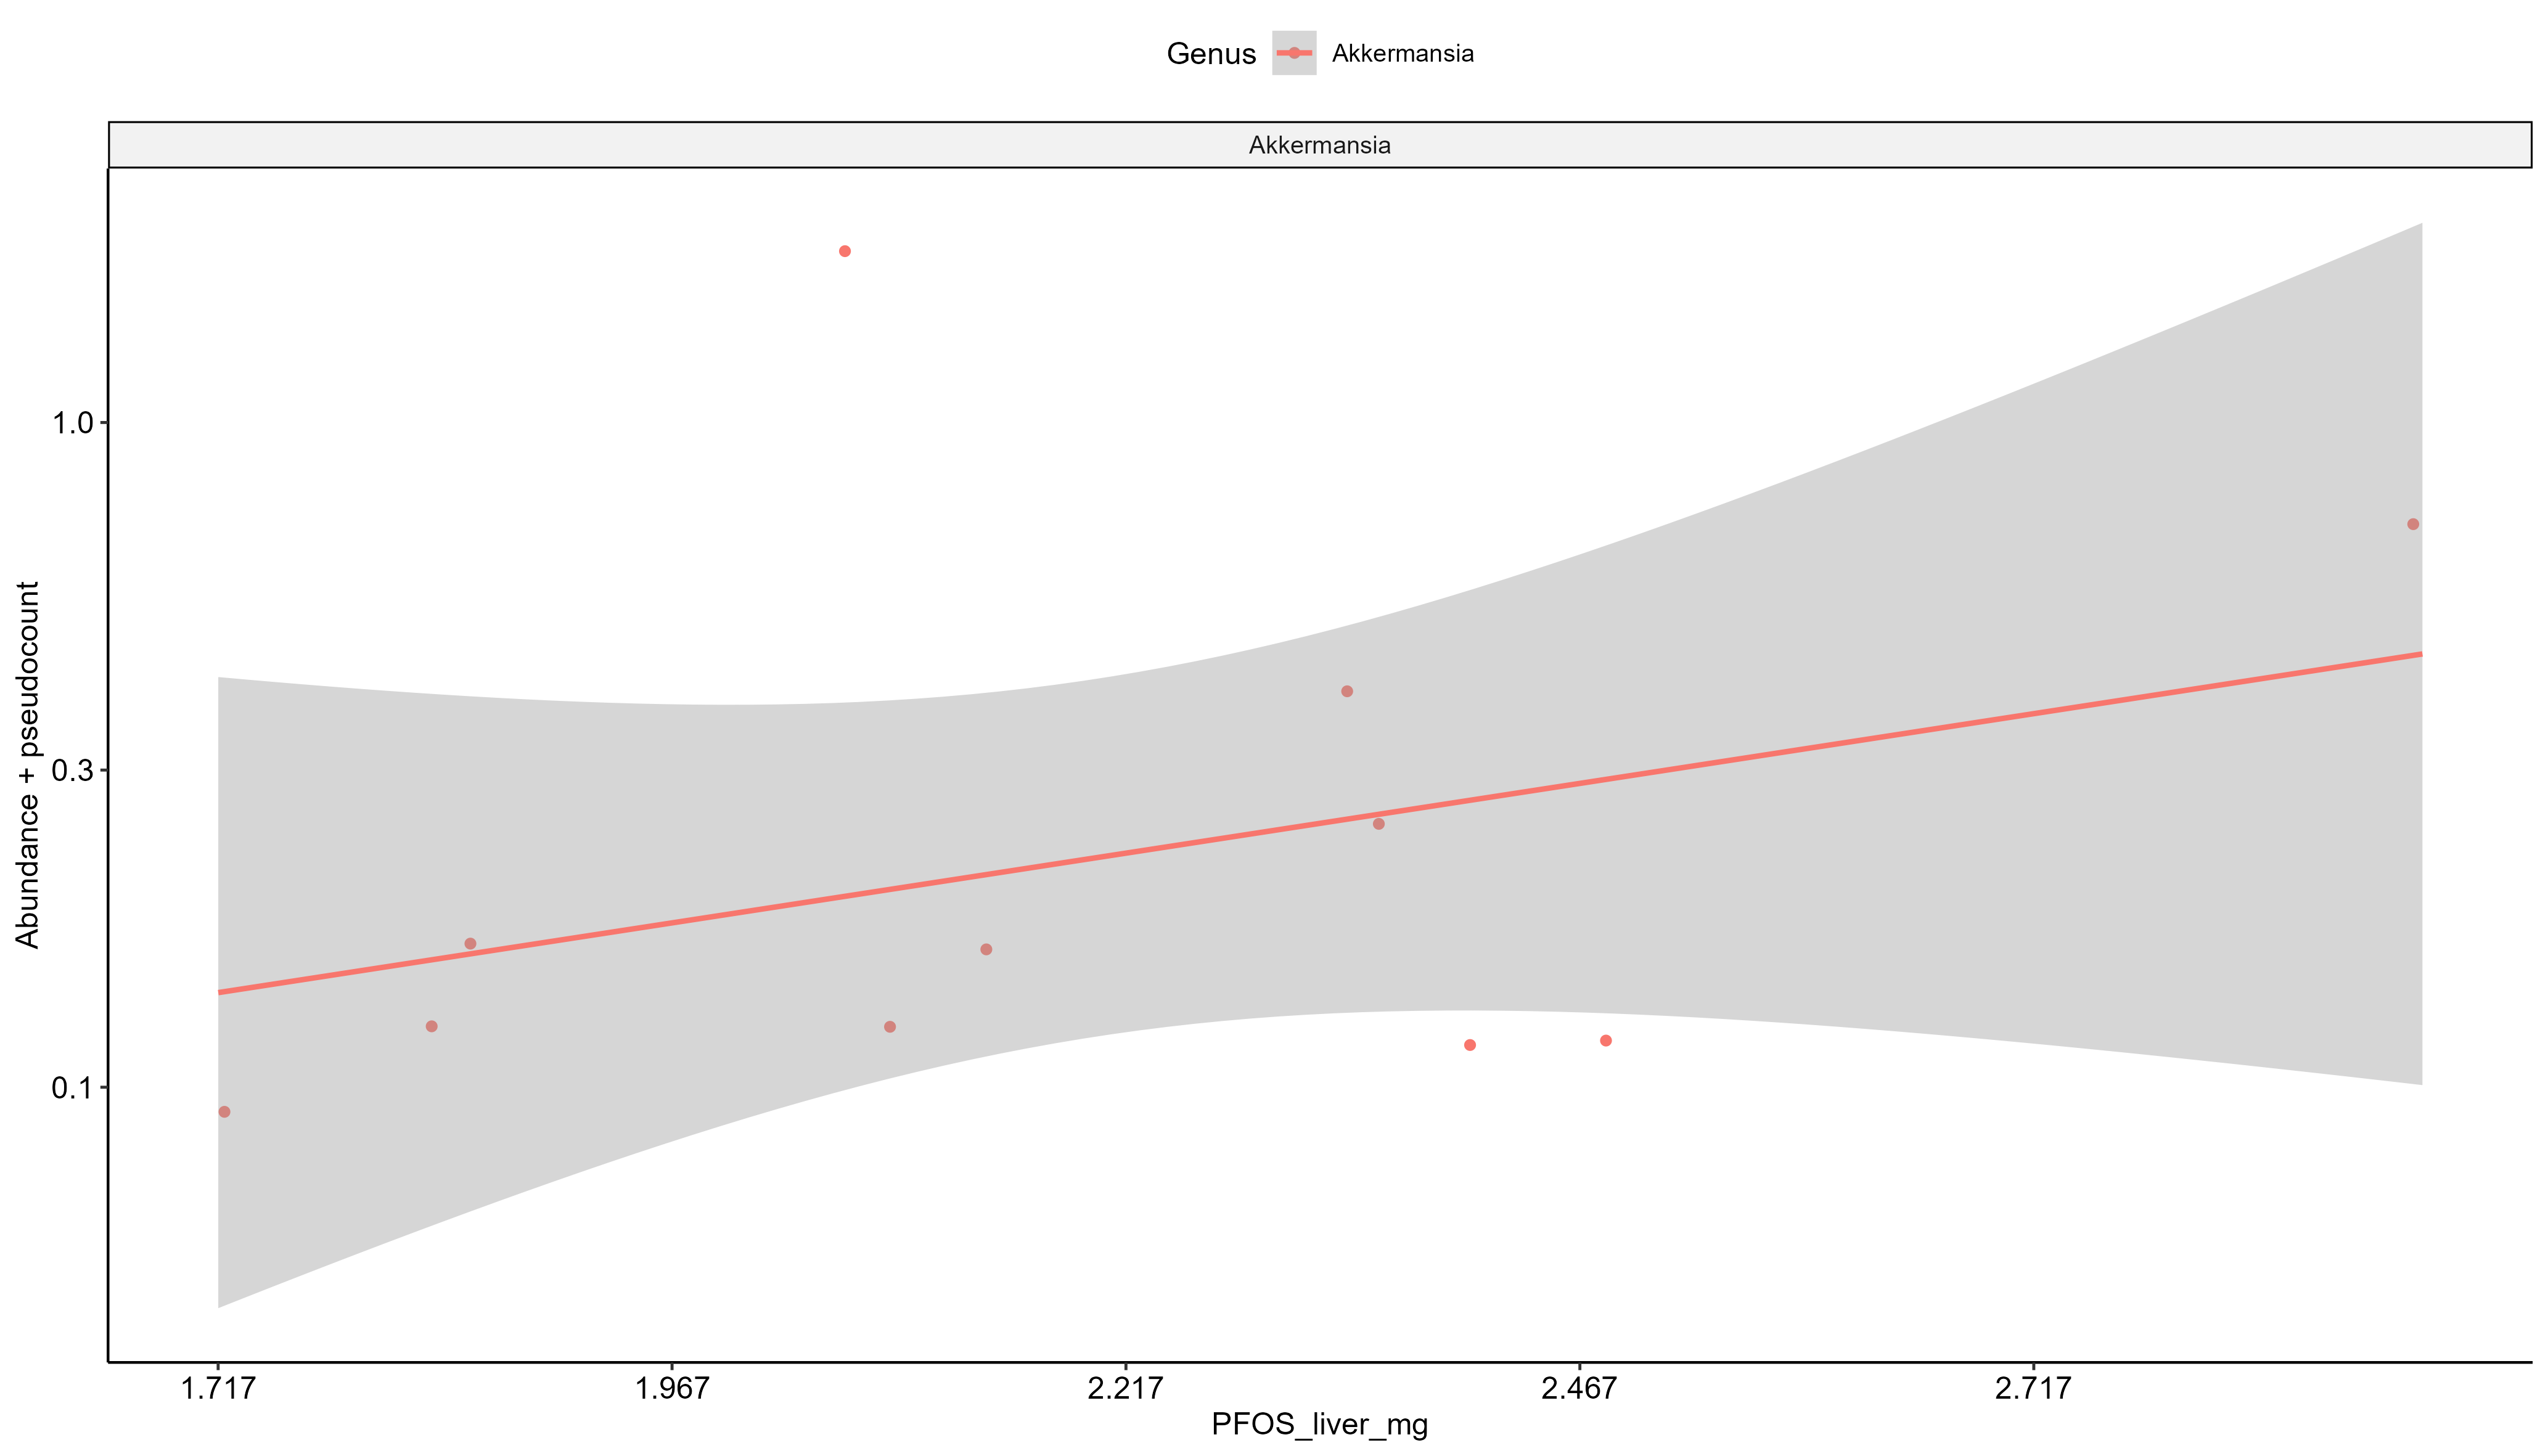 Genus Akkermansia
Akkermansia
Abundance + pseudocount
1.0
0.3
0.1
1.717 1.967 2.217 2.467 2.717
PFOS_liver_mg